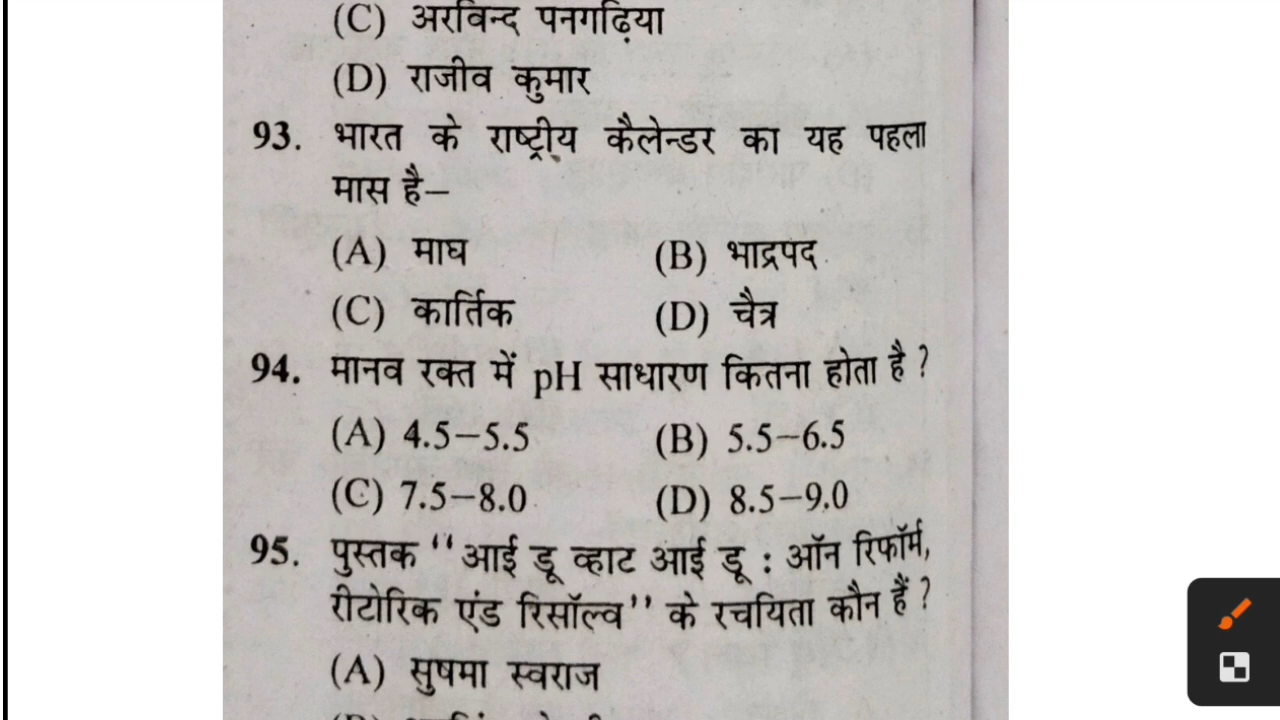 (C) अरविन्द पनगढ़िया
(D) राजीव कुमार
93. भारत के राष्ट्रीय कैलेन्डर का यह पहला
मास है–
(A) माघ (B) भाद्रपद
(C) कार्तिक (D) चैत्र
94. मानव रक्त में pH साधारण कितना होता है ?
(A) 4.5–5.5 (B) 5.5–6.5
(C) 7.5–8.0 (D) 8.5–9.0
95. पुस्तक ‘‘आई डू व्हाट आई डू : ऑन रिफॉर्म,
रीटोरिक एंड रिसॉल्व’’ के रचयिता कौन हैं ?
(A) सुषमा स्वराज